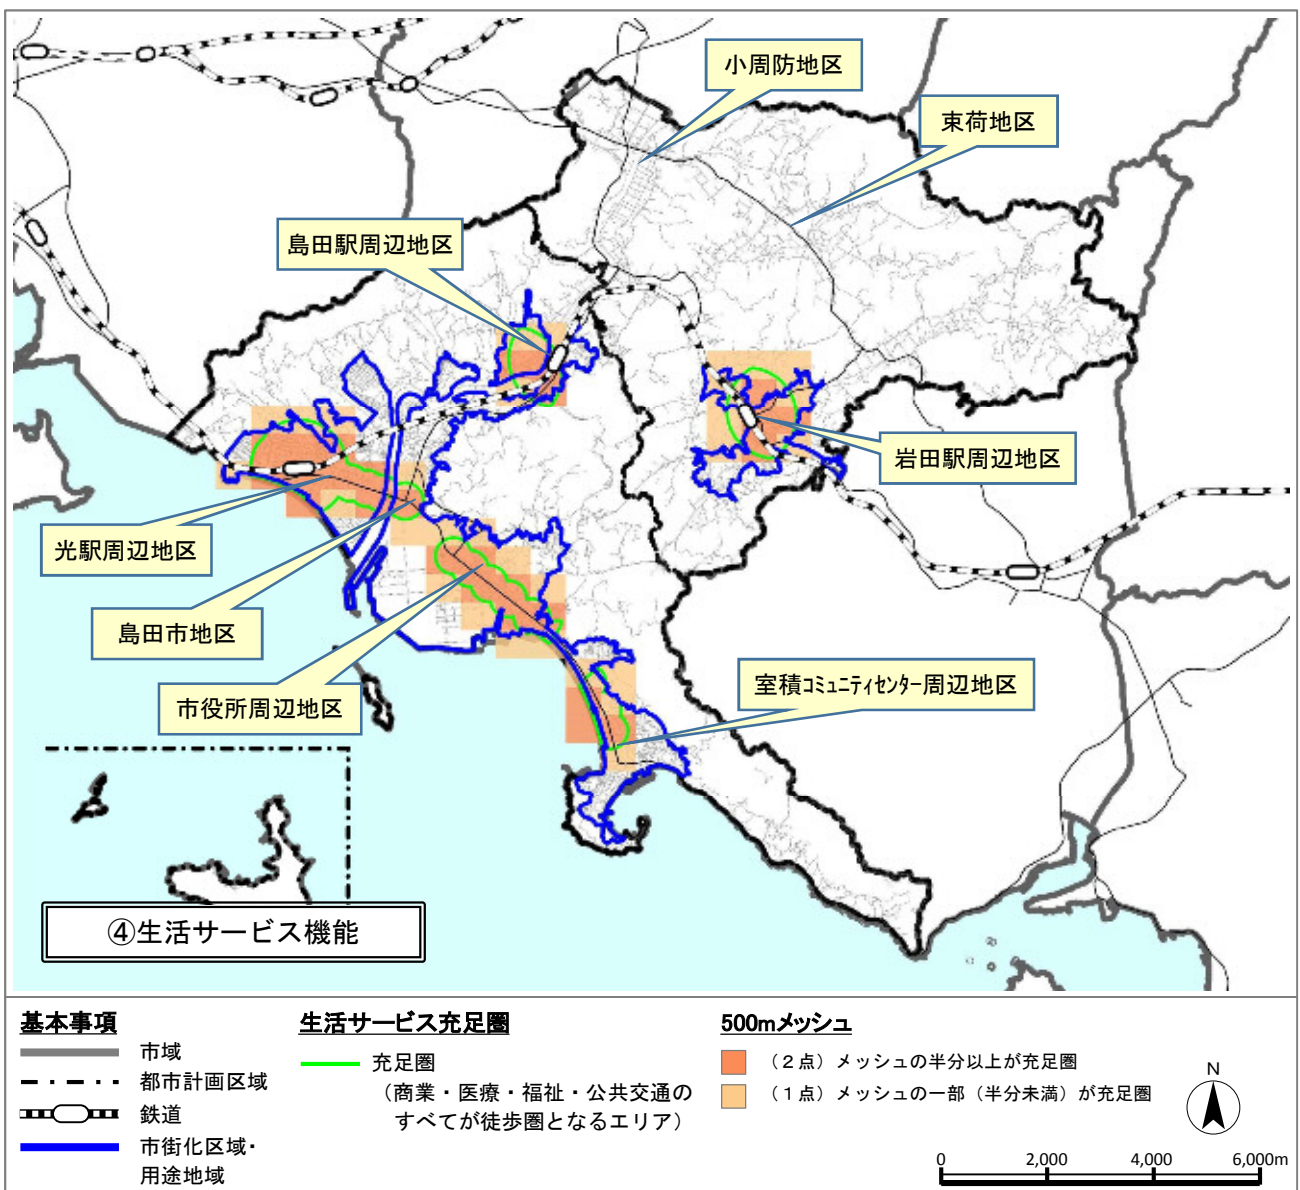 小周防地区
束荷地区
島田駅周辺地区
岩田駅周辺地区
光駅周辺地区
島田市地区
市役所周辺地区
室積ｺﾐｭﾆﾃｨｾﾝﾀｰ周辺地区
④生活サービス機能
基本事項
市域
都市計画区域
鉄道
市街化区域・
用途地域
生活サービス充足圏
充足圏
（商業・医療・福祉・公共交通の
すべてが徒歩圏となるエリア）
500mメッシュ
（２点）メッシュの半分以上が充足圏
（１点）メッシュの一部（半分未満）が充足圏
N
0 2,000 4,000 6,000m